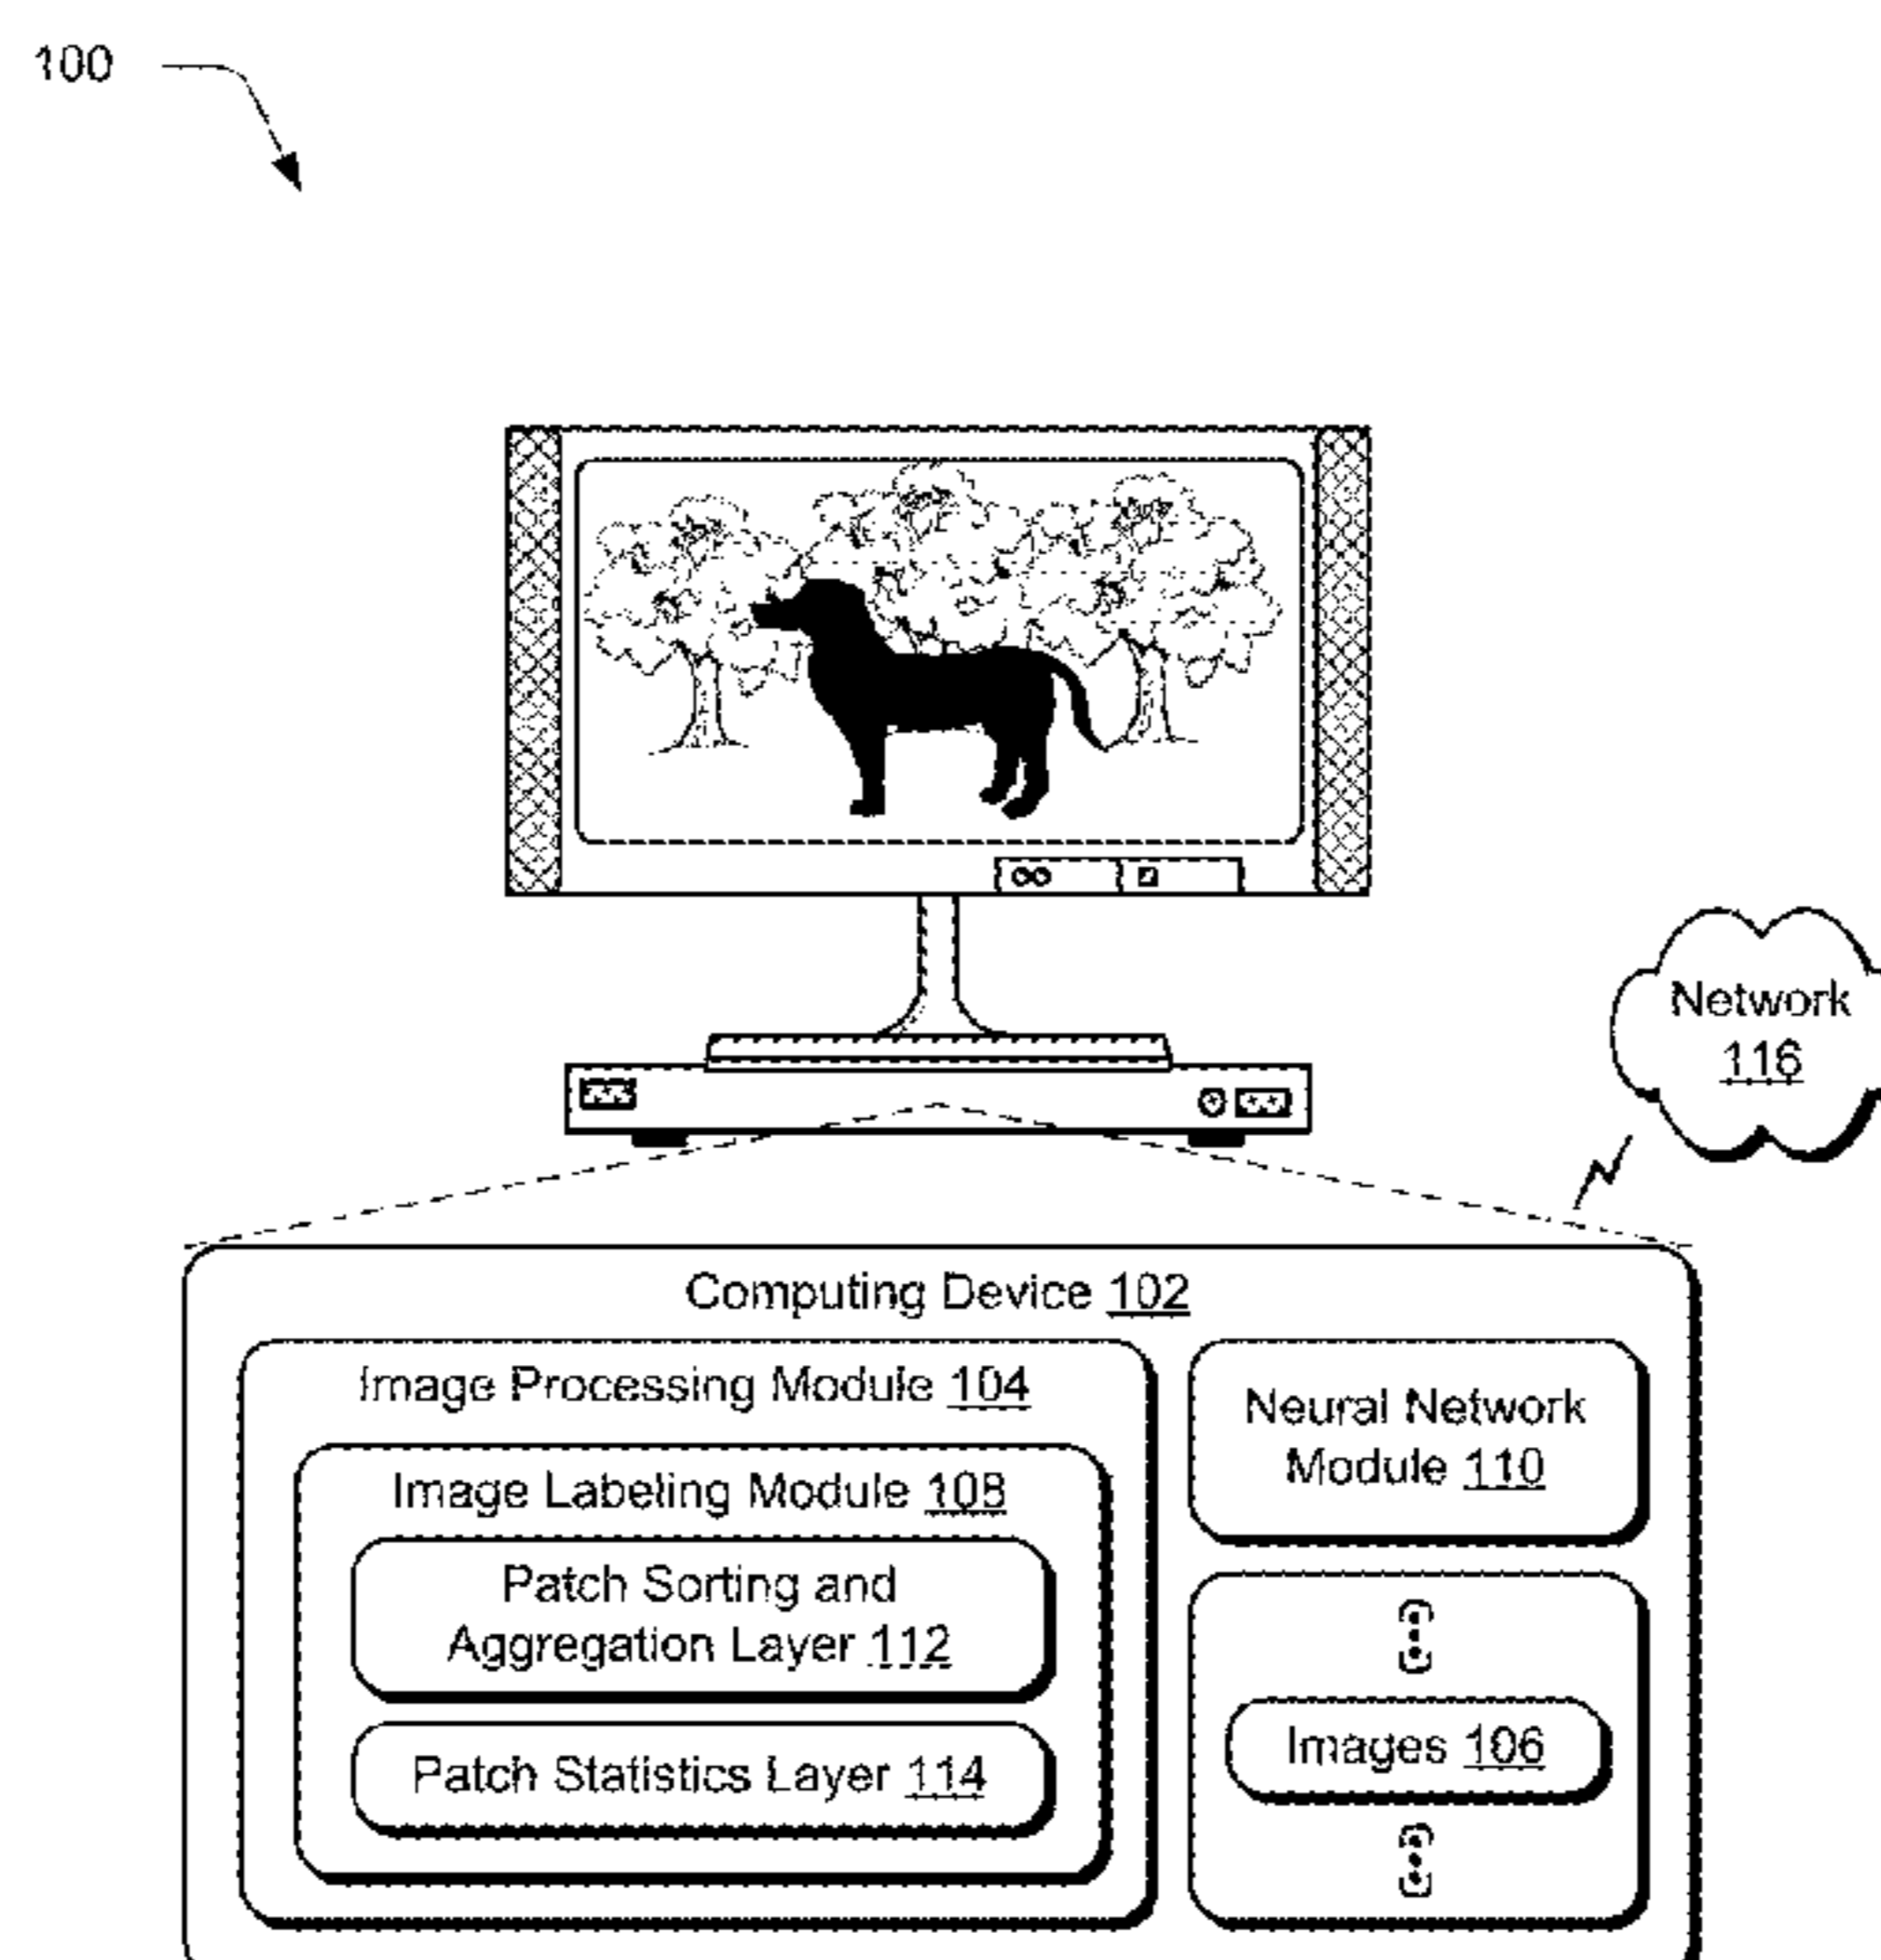 100
Network
116
Computing Device 102
Image Processing Module 104
Image Labeling Module 108
Patch Sorting and
Aggregation Layer 112
Patch Statistics Layer 114
Neural Network
Module 110
Images 106